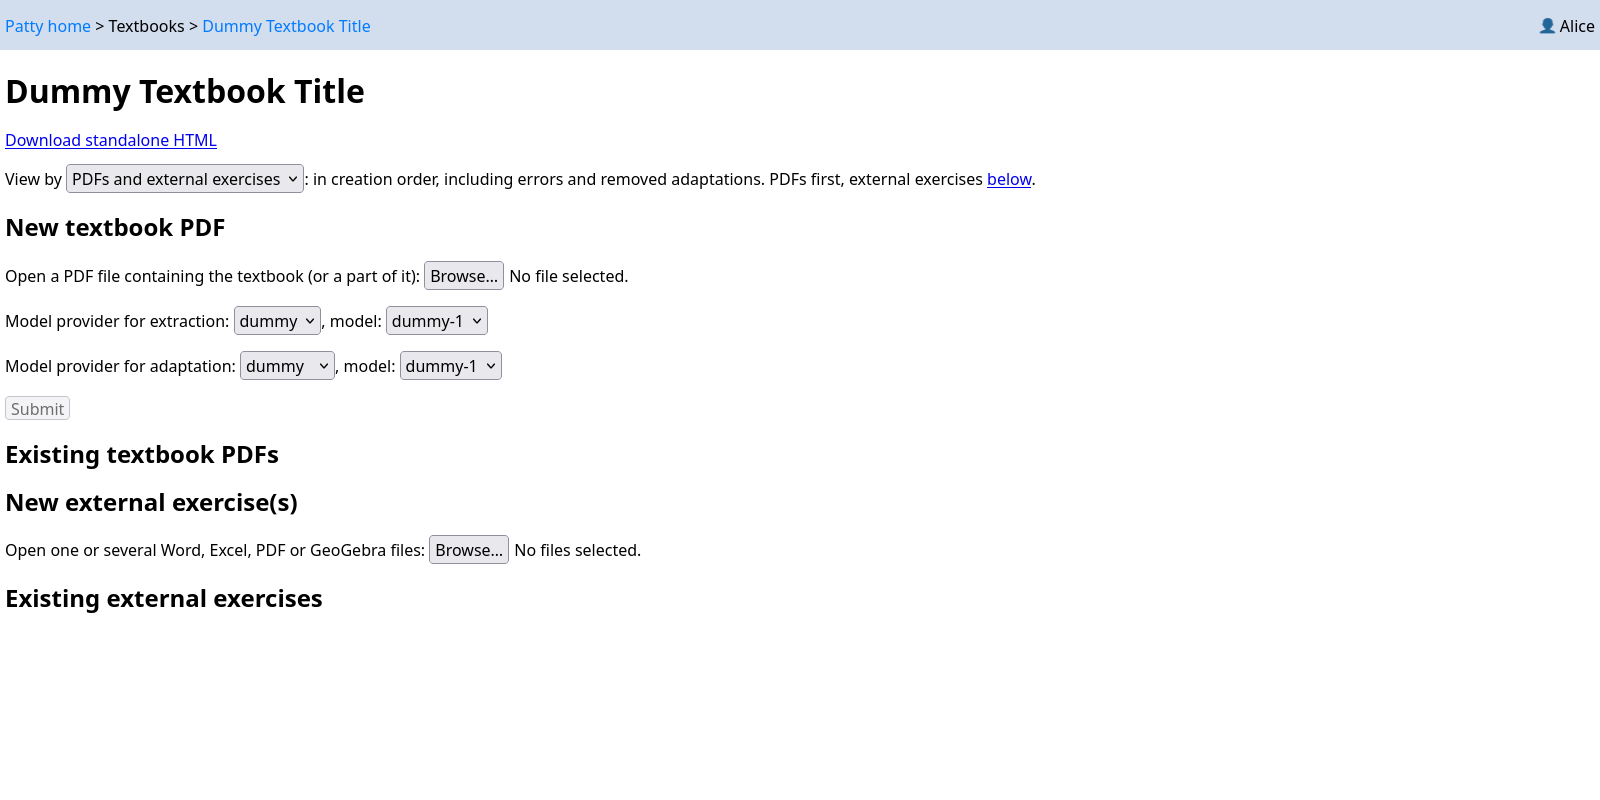 Patty home > Textbooks > Dummy Textbook Title
Alice
Dummy Textbook Title
Download standalone HTML
View by PDFs and external exercises : in creation order, including errors and removed adaptations. PDFs first, external exercises below.
New textbook PDF
Open a PDF file containing the textbook (or a part of it): Browse... No file selected.
Model provider for extraction: dummy , model: dummy-1
Model provider for adaptation: dummy , model: dummy-1
Submit
Existing textbook PDFs
New external exercise(s)
Open one or several Word, Excel, PDF or GeoGebra files: Browse... No files selected.
Existing external exercises